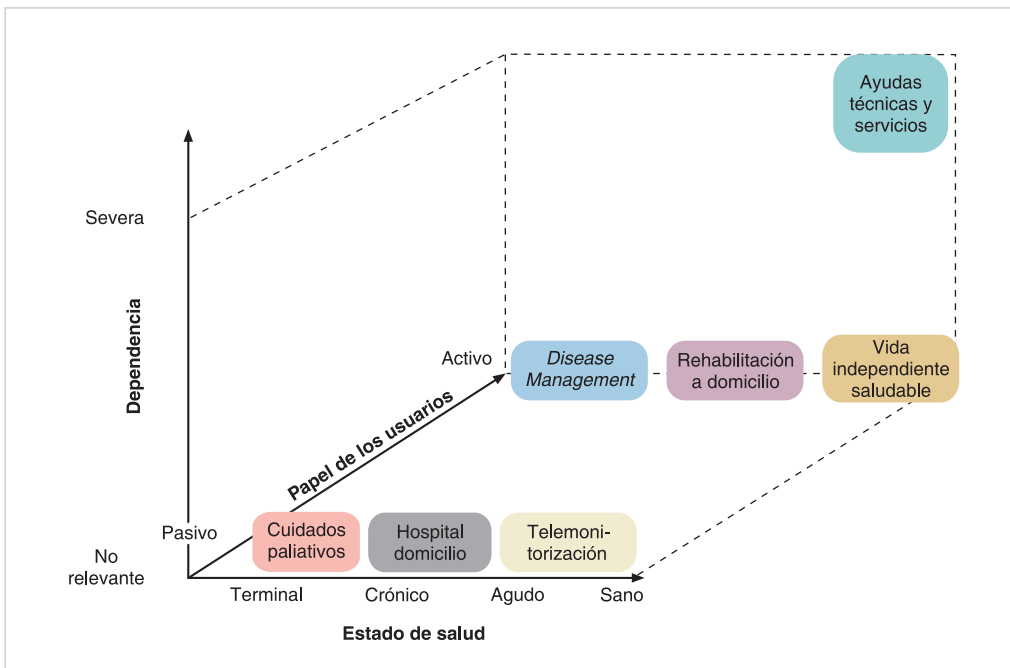 Ayudas
técnicas y
servicios
Severa
Dependencia
Activo
Disease
Management
Rehabilitación
a domicilio
Vida
independiente
saludable
Papel de los usuarios
Pasivo
Cuidados
paliativos
Hospital
domicilio
Telemoni-
torización
No
relevante
Terminal
Crónico
Agudo
Sano
Estado de salud